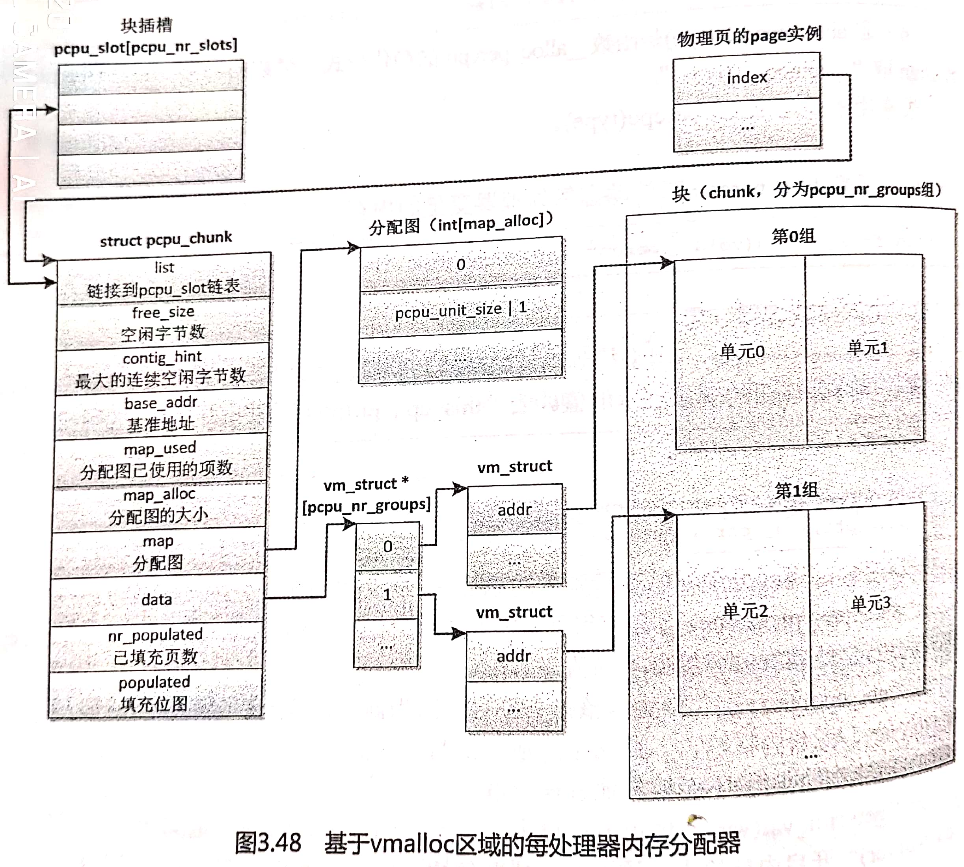 块插槽
pcpu_slot[pcpu_nr_slots]
物理页的page实例
index
...
块（chunk，分为pcpu_nr_groups组）
struct pcpu_chunk
list
链接到pcpu_slot链表
free_size
空闲字节数
contig_hint
最大的连续空闲字节数
base_addr
基准地址
map_used
分配图已使用的项数
map_alloc
分配图的大小
map
分配图
data
nr_populated
已填充页数
populated
填充位图
分配图（int[map_alloc]）
0
pcpu_unit_size | 1
...
vm_struct *
[pcpu_nr_groups]
0
1
...
vm_struct
addr
...
vm_struct
addr
...
第0组
单元0
单元1
第1组
单元2
单元3
...
图3.48 基于vmalloc区域的每处理器内存分配器